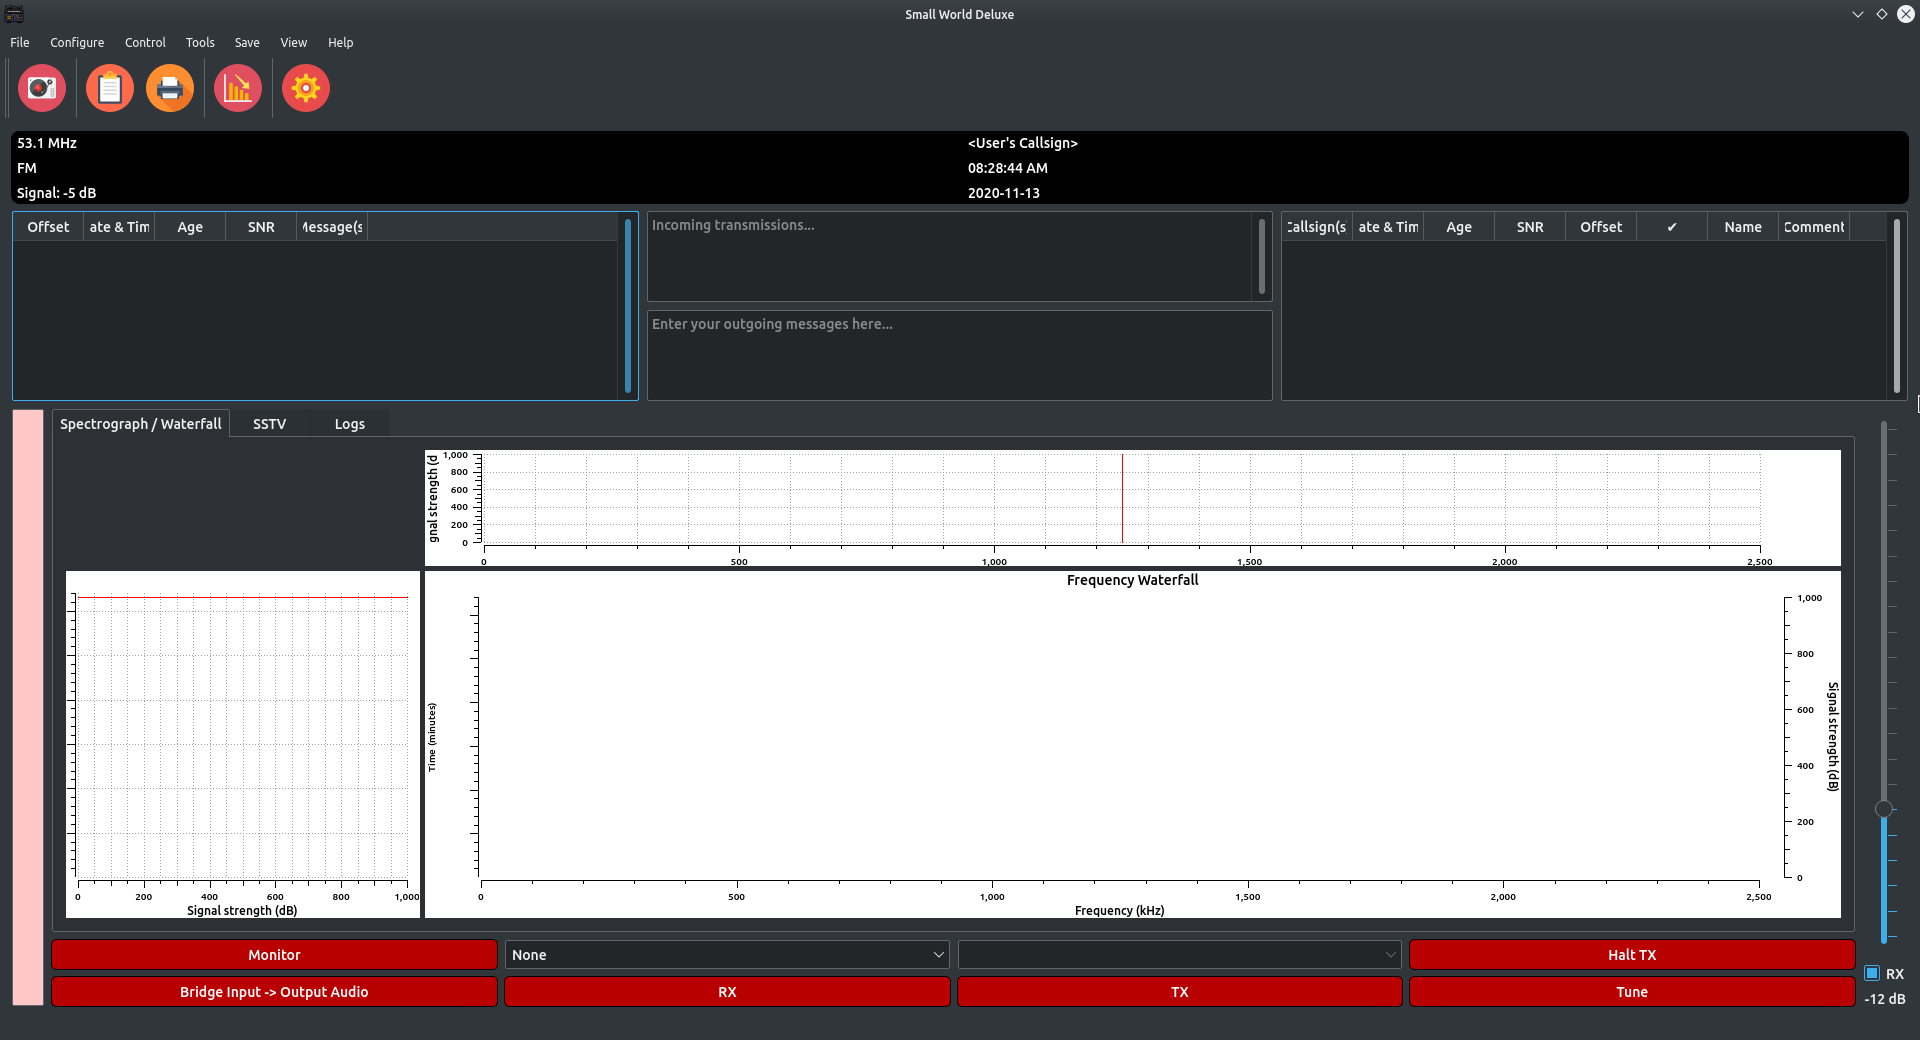 Small World Deluxe
File Configure Control Tools Save View Help
53.1 MHz
FM
Signal: -5 dB
<User's Callsign>
08:28:44 AM
2020-11-13
Offset ate & Tim Age SNR Message(s
Incoming transmissions...
Enter your outgoing messages here...
Callsign(s ate & Tim Age SNR Offset ✔ Name Comment
Spectrograph / Waterfall SSTV Logs
gnal strength (d
1,000
800
600
400
200
0
0 500 1,000 1,500 2,000 2,500
0 200 400 600 800 1,000
Signal strength (dB)
Frequency Waterfall
Time (minutes)
1,000
800
600
400
200
0
Signal strength (dB)
0 500 1,000 1,500 2,000 2,500
Frequency (kHz)
Monitor None Halt TX
Bridge Input -> Output Audio RX TX Tune
RX
-12 dB